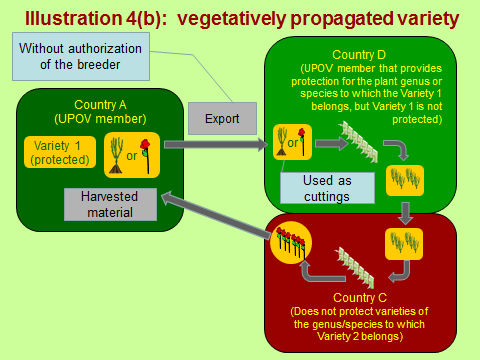 Illustration 4(b):  vegetatively propagated variety
Without authorization
of the breeder
Country A
(UPOV member)
Variety 1
(protected)
or
Harvested
material
Export
Country D
(UPOV member that provides
protection for the plant genus or
species to which the Variety 1
belongs, but Variety 1 is not
protected)
or
Used as
cuttings
Country C
(Does not protect varieties of
the genus/species to which
Variety 2 belongs)